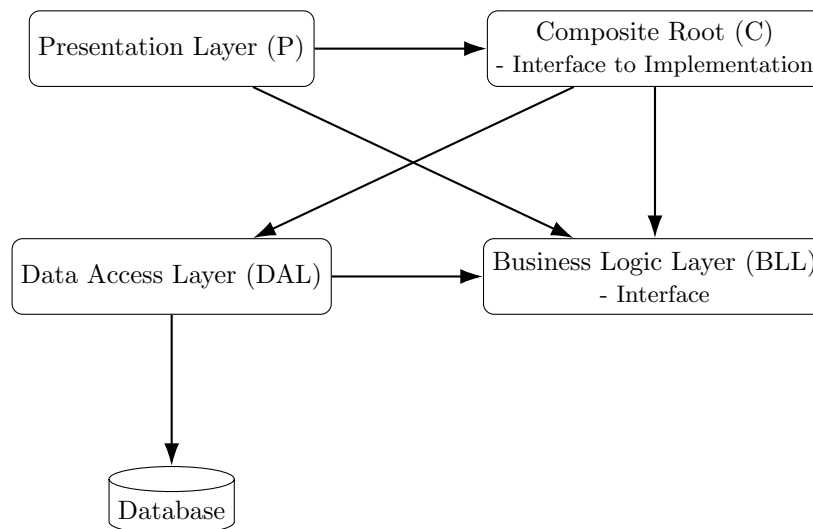 Presentation Layer (P)
Composite Root (C)
- Interface to Implementation
Data Access Layer (DAL)
Business Logic Layer (BLL)
- Interface
Database